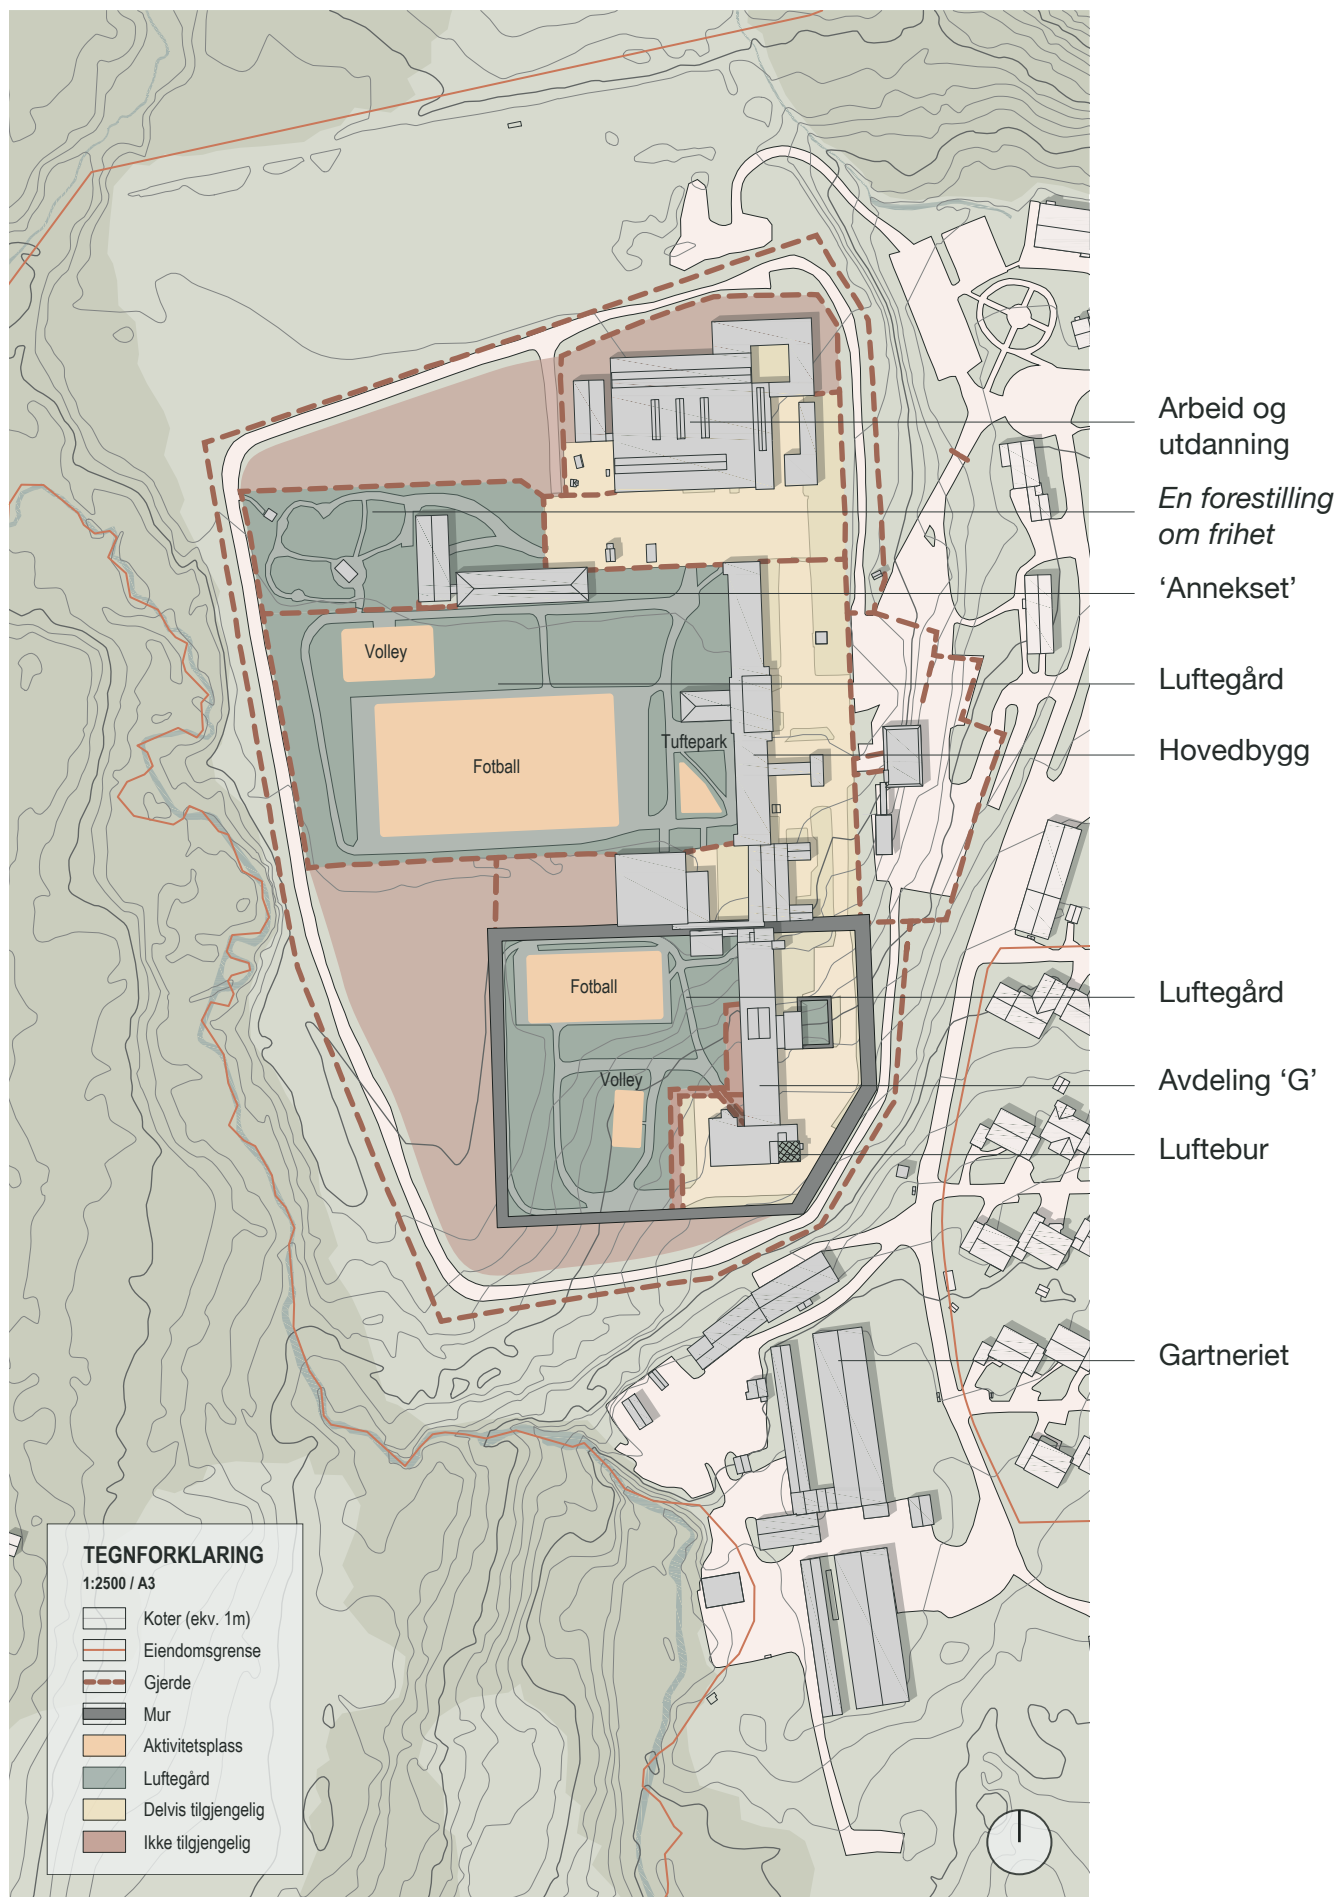 Arbeid og
utdanning
En forestilling
om frihet
‘Annekset’
Volley
Luftegård
Tuftepark
Hovedbygg
Fotball
Fotball
Luftegård
Volley
Avdeling ‘G’
Luftebur
Gartneriet
TEGNFORKLARING
1:2500 / A3
Koter (ekv. 1m)
Eiendomsgrense
Gjerde
Mur
Aktivitetsplass
Luftegård
Delvis tilgjengelig
Ikke tilgjengelig